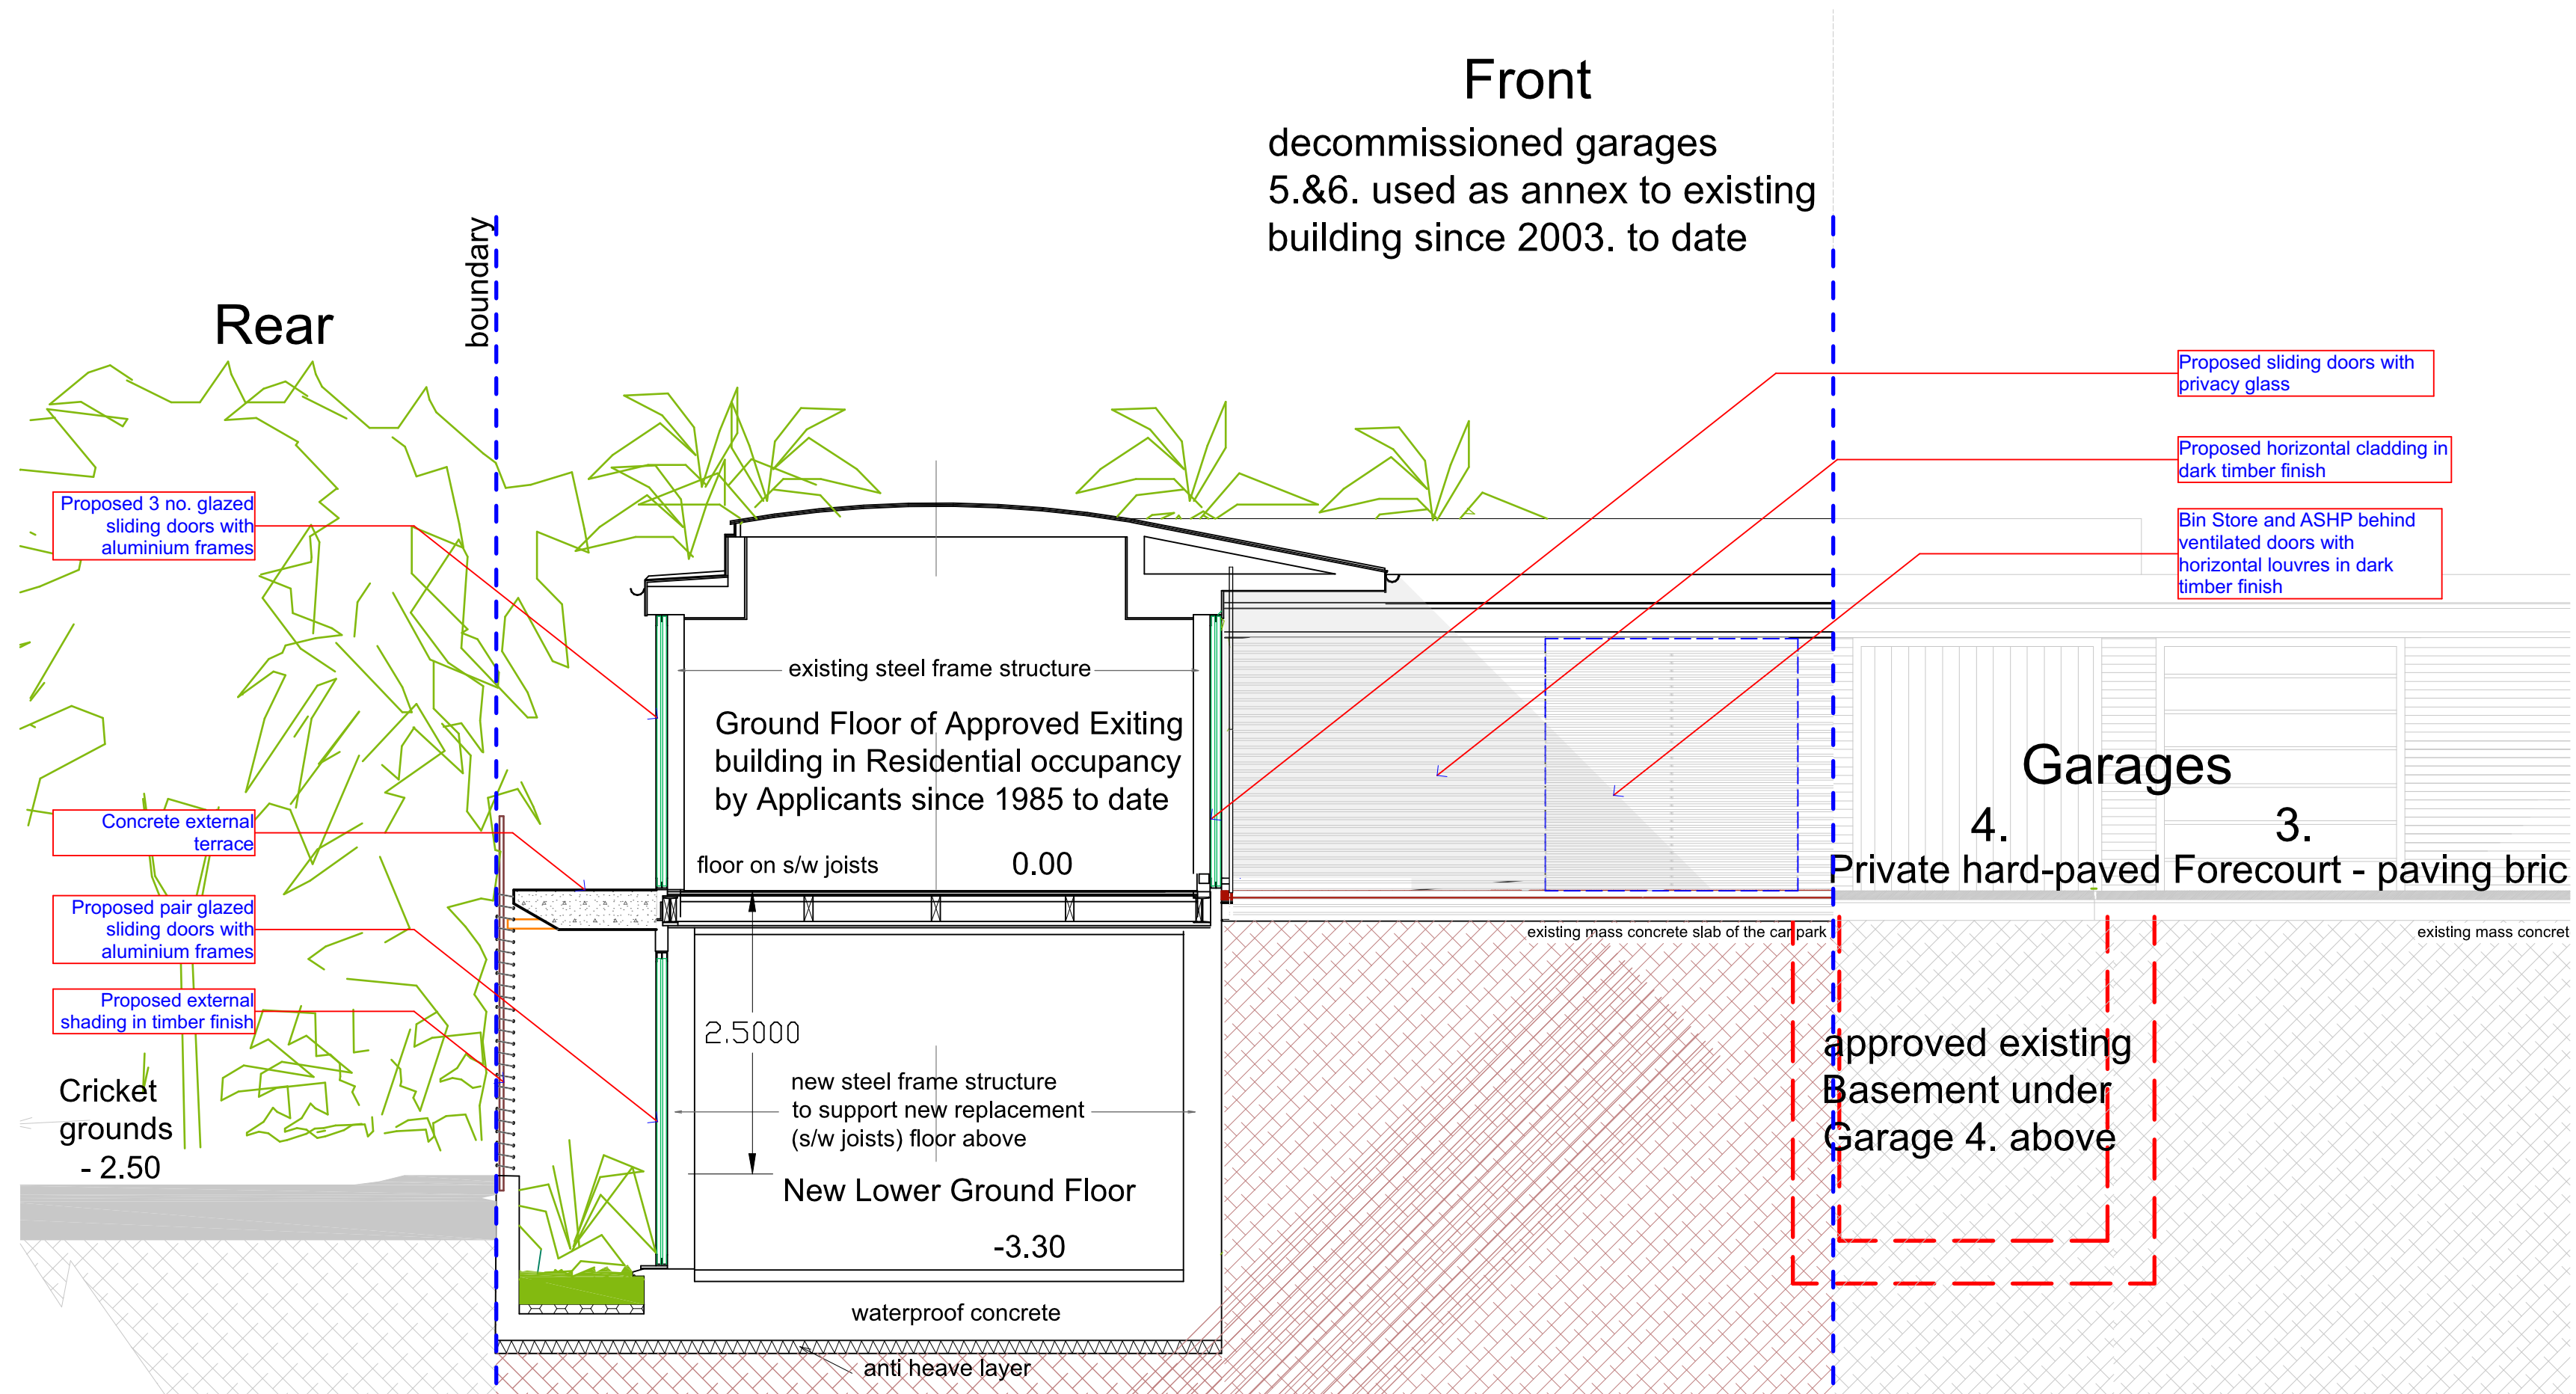 Front
decommissioned garages
5.&6. used as annex to existing
building since 2003. to date
boundary
Rear
Proposed sliding doors with
privacy glass
Proposed horizontal cladding in
dark timber finish
Bin Store and ASHP behind
ventilated doors with
horizontal louvres in dark
timber finish
Proposed 3 no. glazed
sliding doors with
aluminium frames
existing steel frame structure
Ground Floor of Approved Exiting
building in Residential occupancy
by Applicants since 1985 to date
floor on s/w joists
0.00
Garages
4.
3.
Private hard-paved Forecourt - paving bric
Concrete external
terrace
Proposed pair glazed
sliding doors with
aluminium frames
Proposed external
shading in timber finish
existing mass concrete slab of the car park
existing mass concret
2.5000
approved existing
Basement under
Garage 4. above
new steel frame structure
to support new replacement
(s/w joists) floor above
Cricket
grounds
- 2.50
New Lower Ground Floor
-3.30
waterproof concrete
anti heave layer